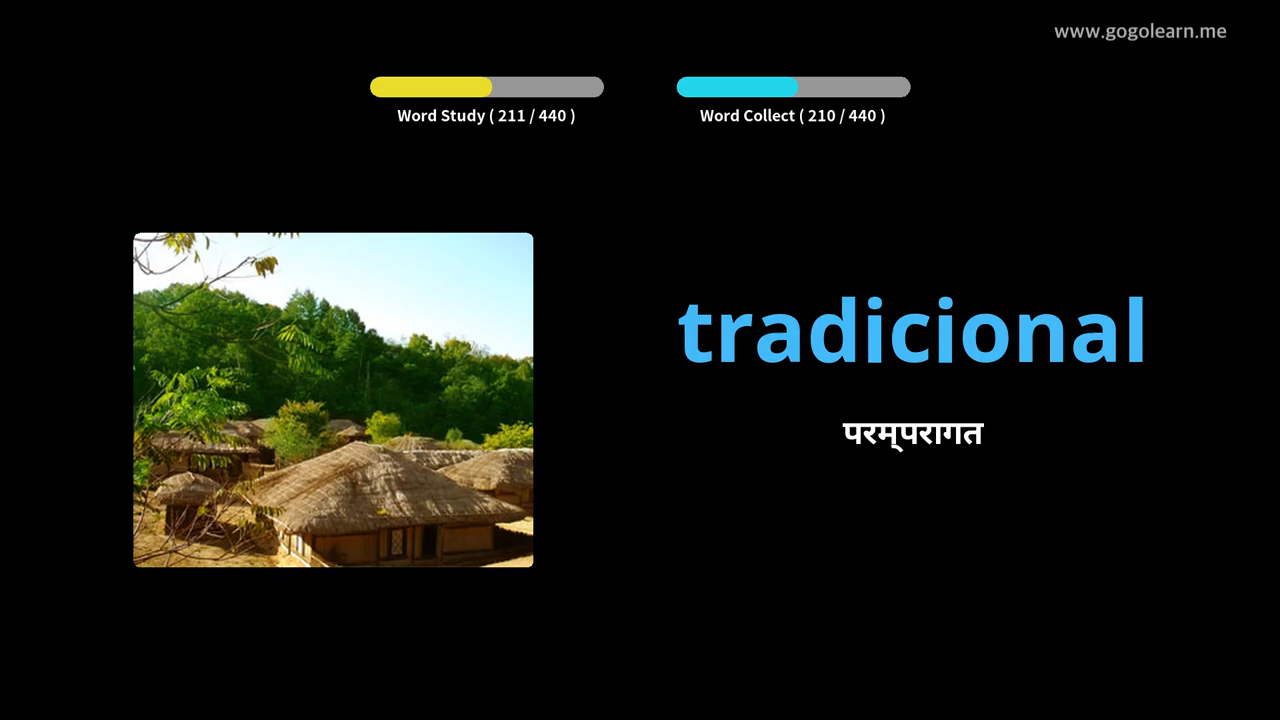 www.gogolearn.me
Word Study ( 211 / 440 )
Word Collect ( 210 / 440 )
tradicional
परम्परागत